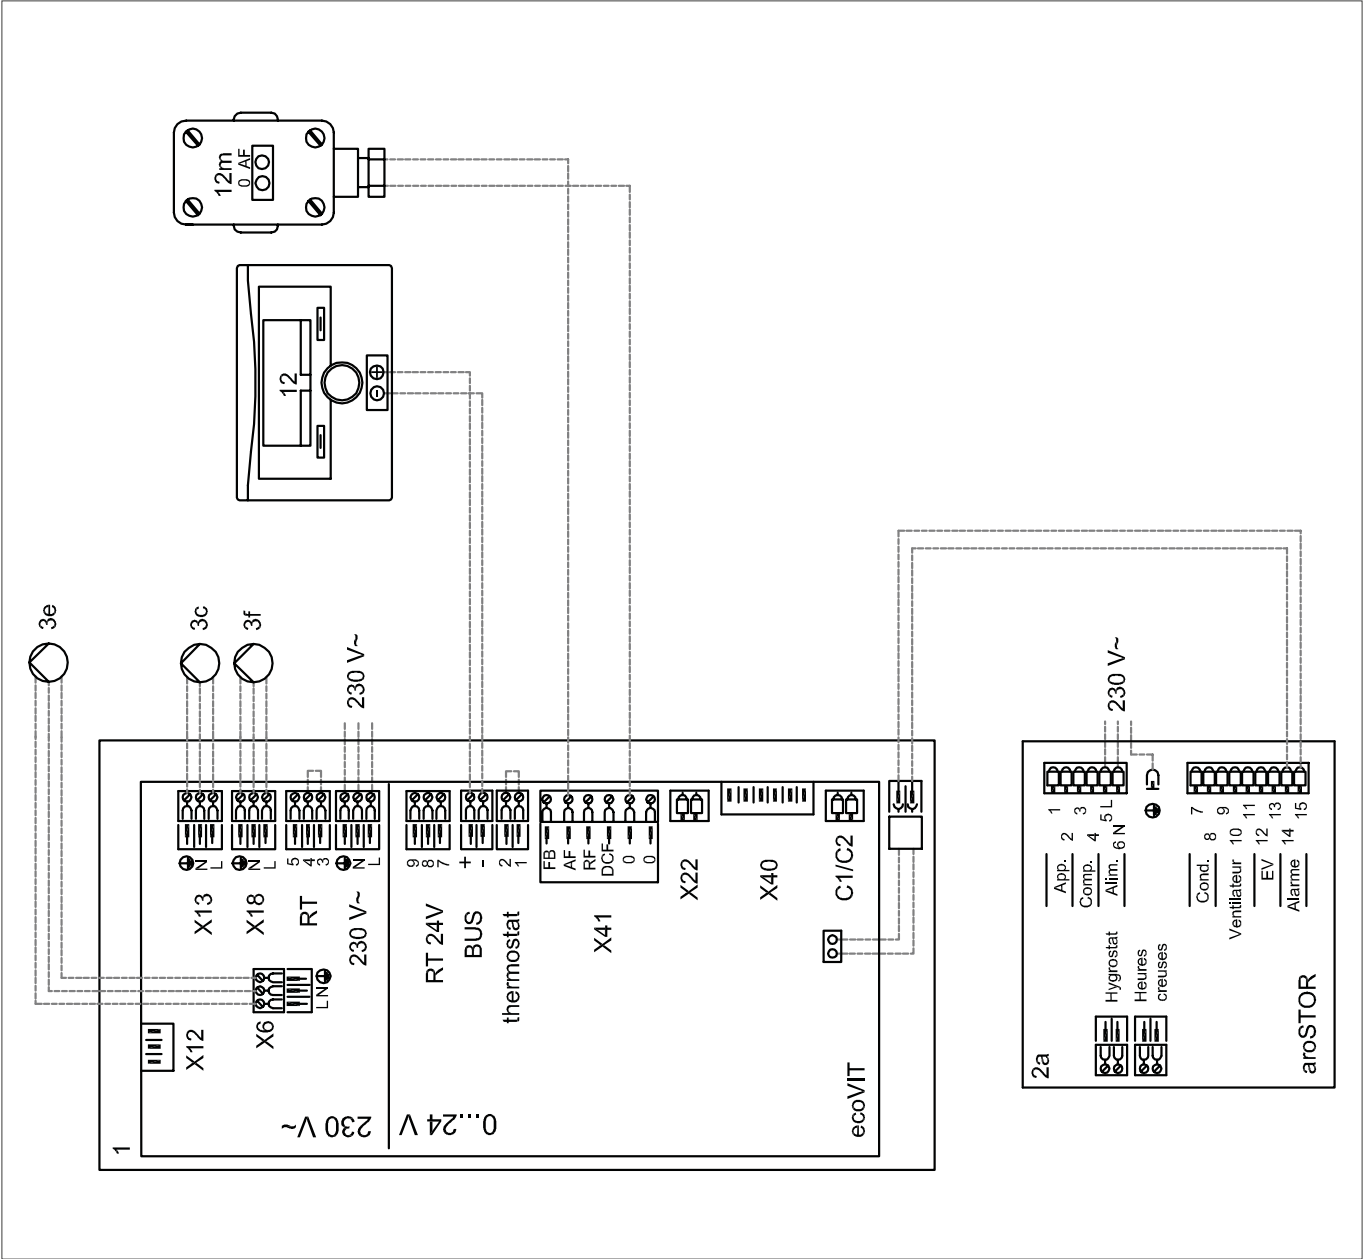 12m
0 AF
12
3e
3c
3f
230 V~
230 V~
1
N
L
X13
N
L
X18
5
4
3
RT
N
L
230 V~
9
8
7
RT 24V
+
-
BUS
2
1
thermostat
FB
AF
RF
DCF
0
0
X41
X22
X40
C1/C2
L N
X6
X12
230 V~
0...24 V
ecoVIT
1
2
3
4
5 L
6 N
App.
Comp.
Alim.
7
8
9
10
11
12
13
14
15
Cond.
Ventilateur
EV
Alarme
Hygrostat
Heures
creuses
2a
aroSTOR